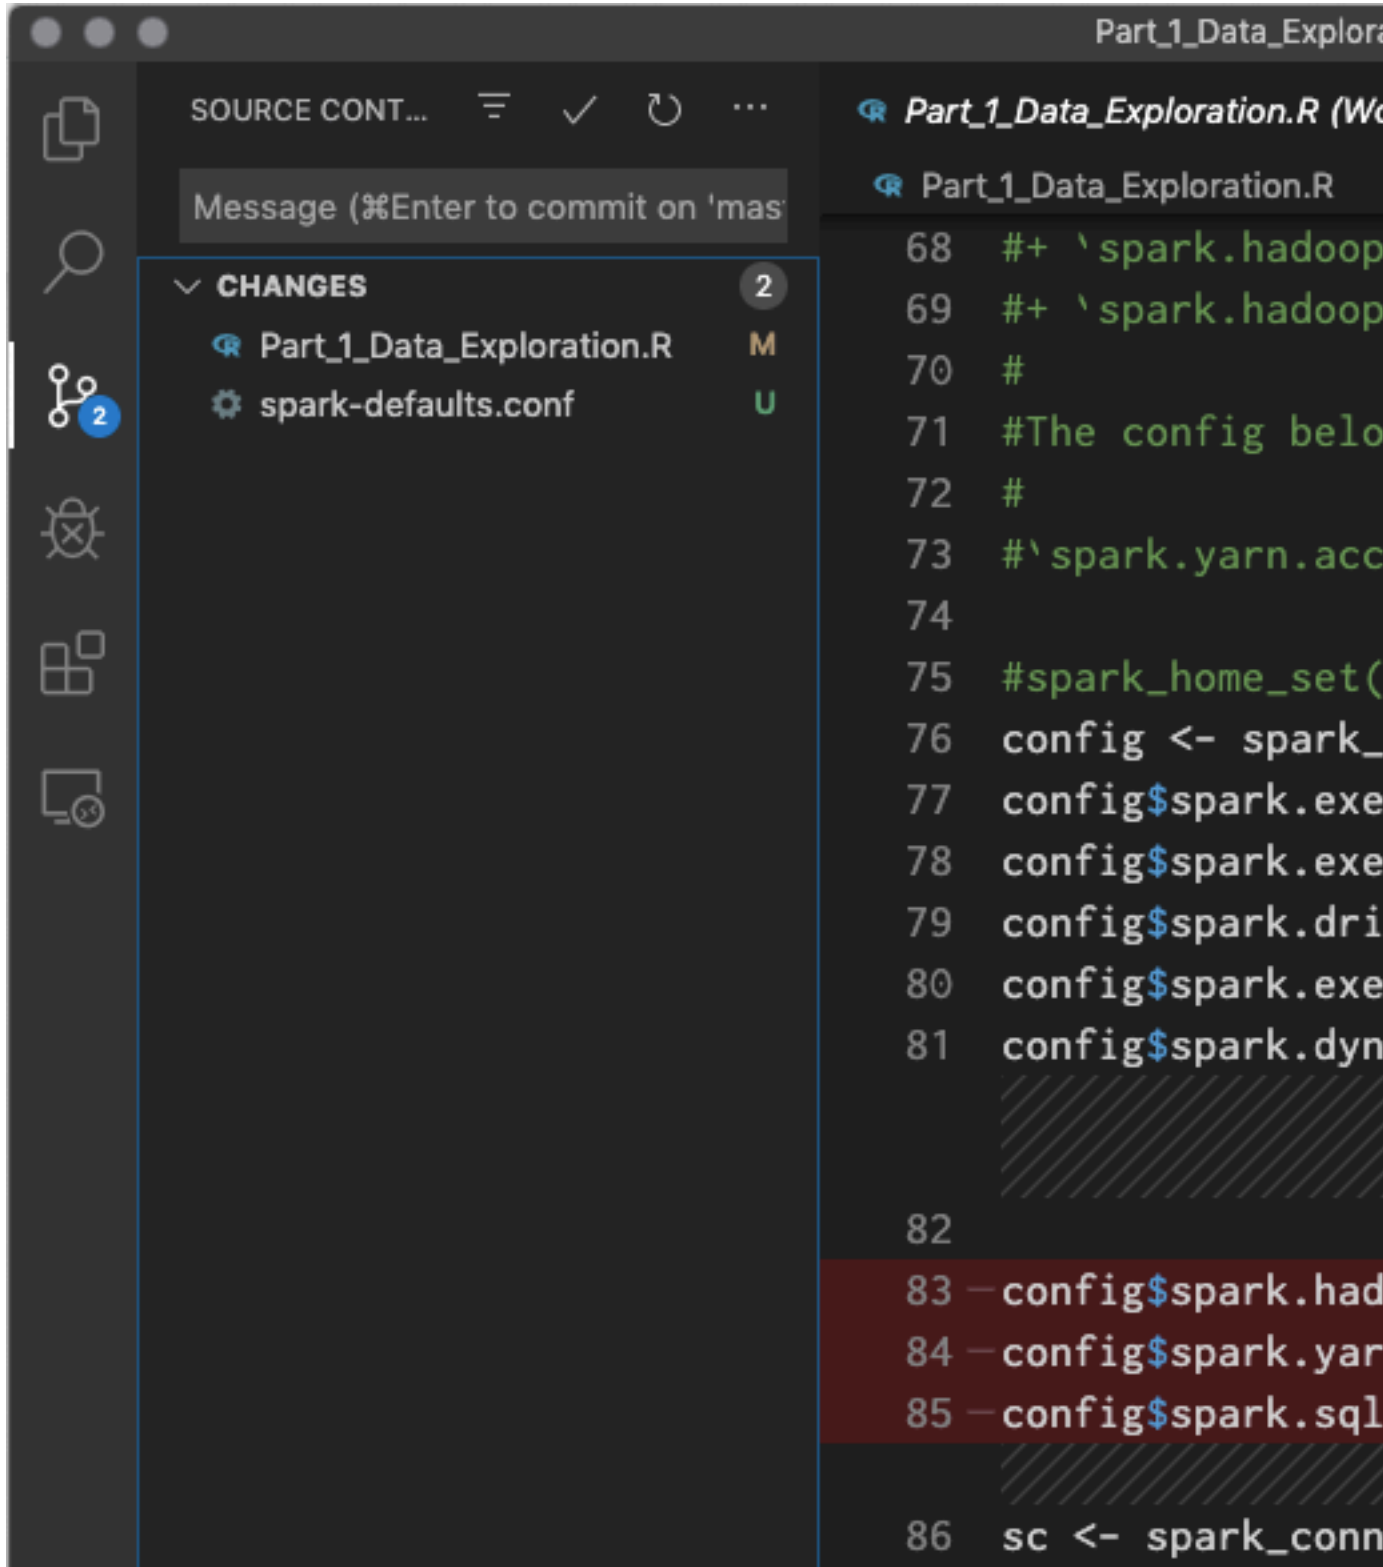 Part_1_Data_Explora
SOURCE CONT...
Message (⌘Enter to commit on 'mas
CHANGES 2
Part_1_Data_Exploration.R M
spark-defaults.conf U
2
Part_1_Data_Exploration.R (Wo
Part_1_Data_Exploration.R
68 #+ `spark.hadoop
69 #+ `spark.hadoop
70 #
71 #The config belo
72 #
73 #`spark.yarn.acc
74
75 #spark_home_set(
76 config <- spark_
77 config$spark.exe
78 config$spark.exe
79 config$spark.dri
80 config$spark.exe
81 config$spark.dyn
82
83 —config$spark.had
84 —config$spark.yar
85 —config$spark.sql
86 sc <- spark_conn